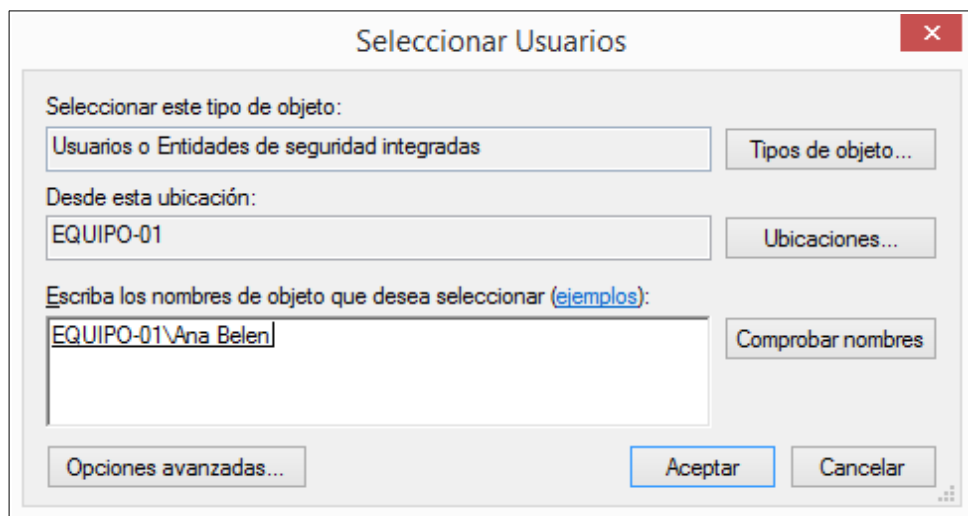 Seleccionar Usuarios
Seleccionar este tipo de objeto:
Usuarios o Entidades de seguridad integradas
Tipos de objeto...
Desde esta ubicación:
EQUIPO-01
Ubicaciones...
Escriba los nombres de objeto que desea seleccionar (ejemplos):
EQUIPO-01\Ana Belen
Comprobar nombres
Opciones avanzadas...
Aceptar
Cancelar